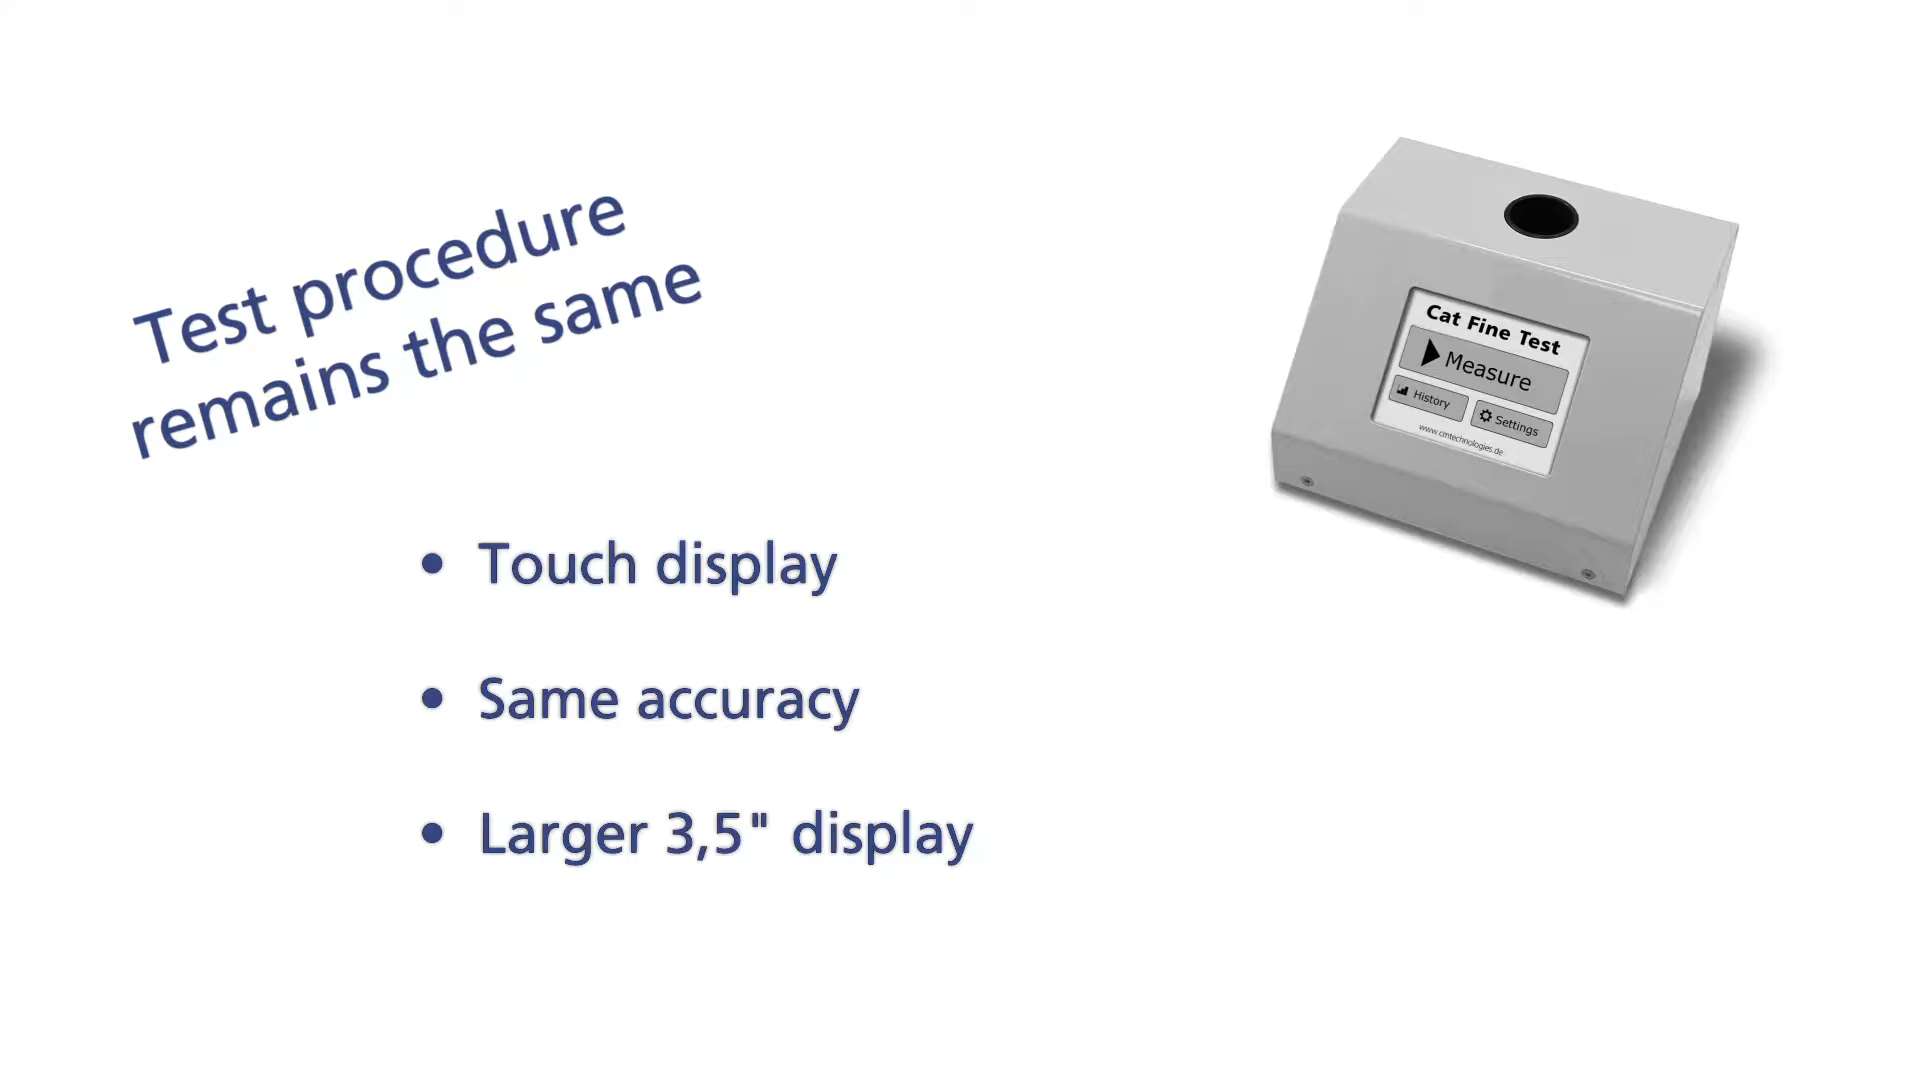 Test procedure
remains the same
• Touch display
• Same accuracy
• Larger 3,5" display
Cat Fine Test
Measure
History
Settings
www.cmtechnologies.de